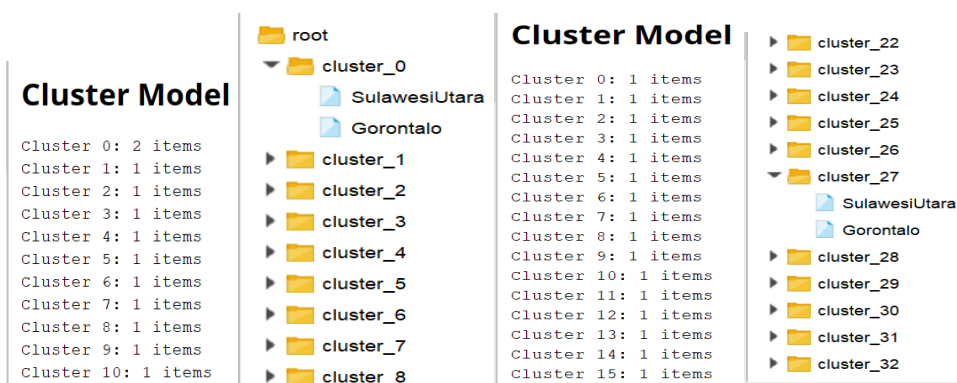 Cluster Model
Cluster 0: 2 items
Cluster 1: 1 items
Cluster 2: 1 items
Cluster 3: 1 items
Cluster 4: 1 items
Cluster 5: 1 items
Cluster 6: 1 items
Cluster 7: 1 items
Cluster 8: 1 items
Cluster 9: 1 items
Cluster 10: 1 items
root
cluster_0
SulawesiUtara
Gorontalo
cluster_1
cluster_2
cluster_3
cluster_4
cluster_5
cluster_6
cluster_7
cluster_8
Cluster Model
Cluster 0: 1 items
Cluster 1: 1 items
Cluster 2: 1 items
Cluster 3: 1 items
Cluster 4: 1 items
Cluster 5: 1 items
Cluster 6: 1 items
Cluster 7: 1 items
Cluster 8: 1 items
Cluster 9: 1 items
Cluster 10: 1 items
Cluster 11: 1 items
Cluster 12: 1 items
Cluster 13: 1 items
Cluster 14: 1 items
Cluster 15: 1 items
cluster_22
cluster_23
cluster_24
cluster_25
cluster_26
cluster_27
SulawesiUtara
Gorontalo
cluster_28
cluster_29
cluster_30
cluster_31
cluster_32